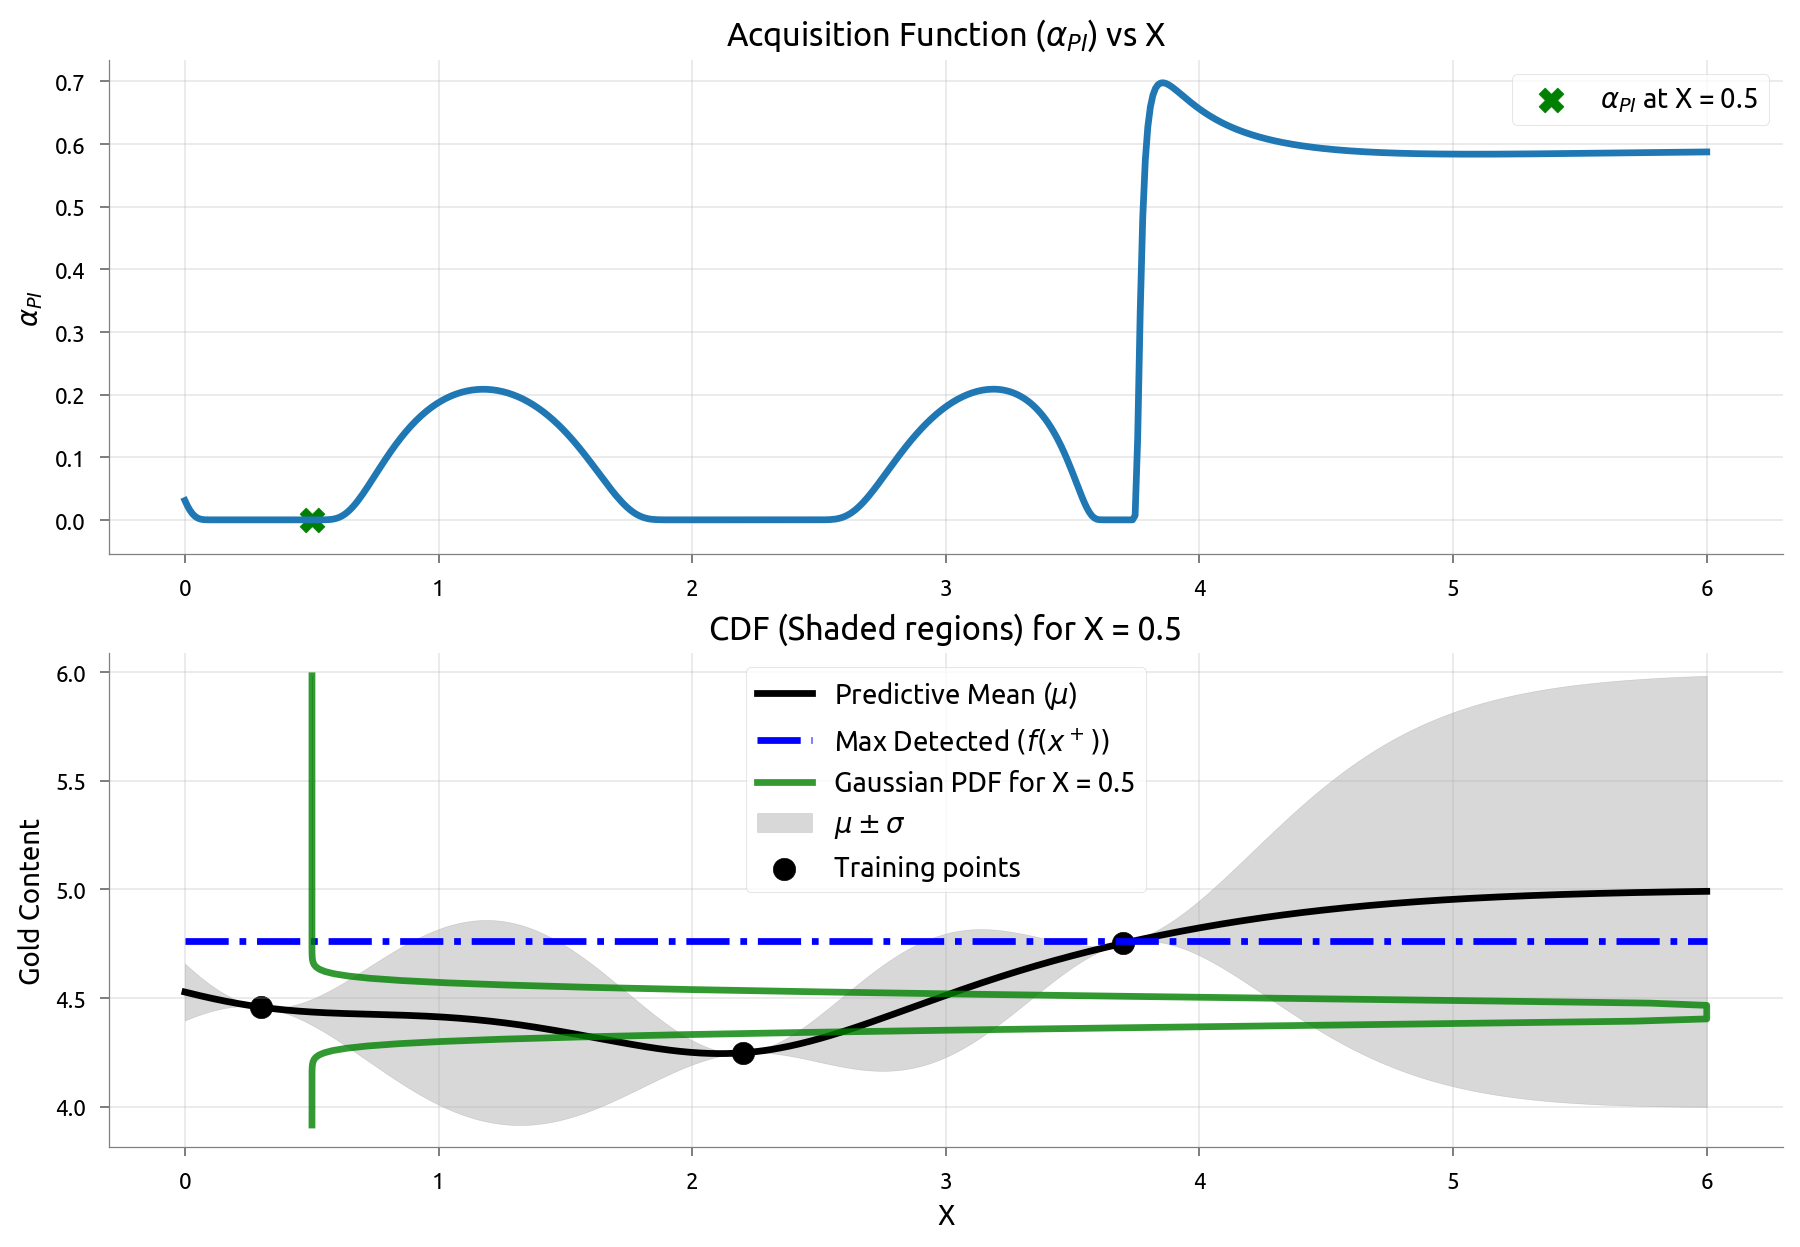 Acquisition Function (α_PI) vs X
α_PI
0.7
0.6
0.5
0.4
0.3
0.2
0.1
0.0
α_PI at X = 0.5
0 1 2 3 4 5 6
CDF (Shaded regions) for X = 0.5
Gold Content
6.0
5.5
5.0
4.5
4.0
Predictive Mean (μ)
Max Detected (f(x⁺))
Gaussian PDF for X = 0.5
μ ± σ
Training points
0 1 2 3 4 5 6
X